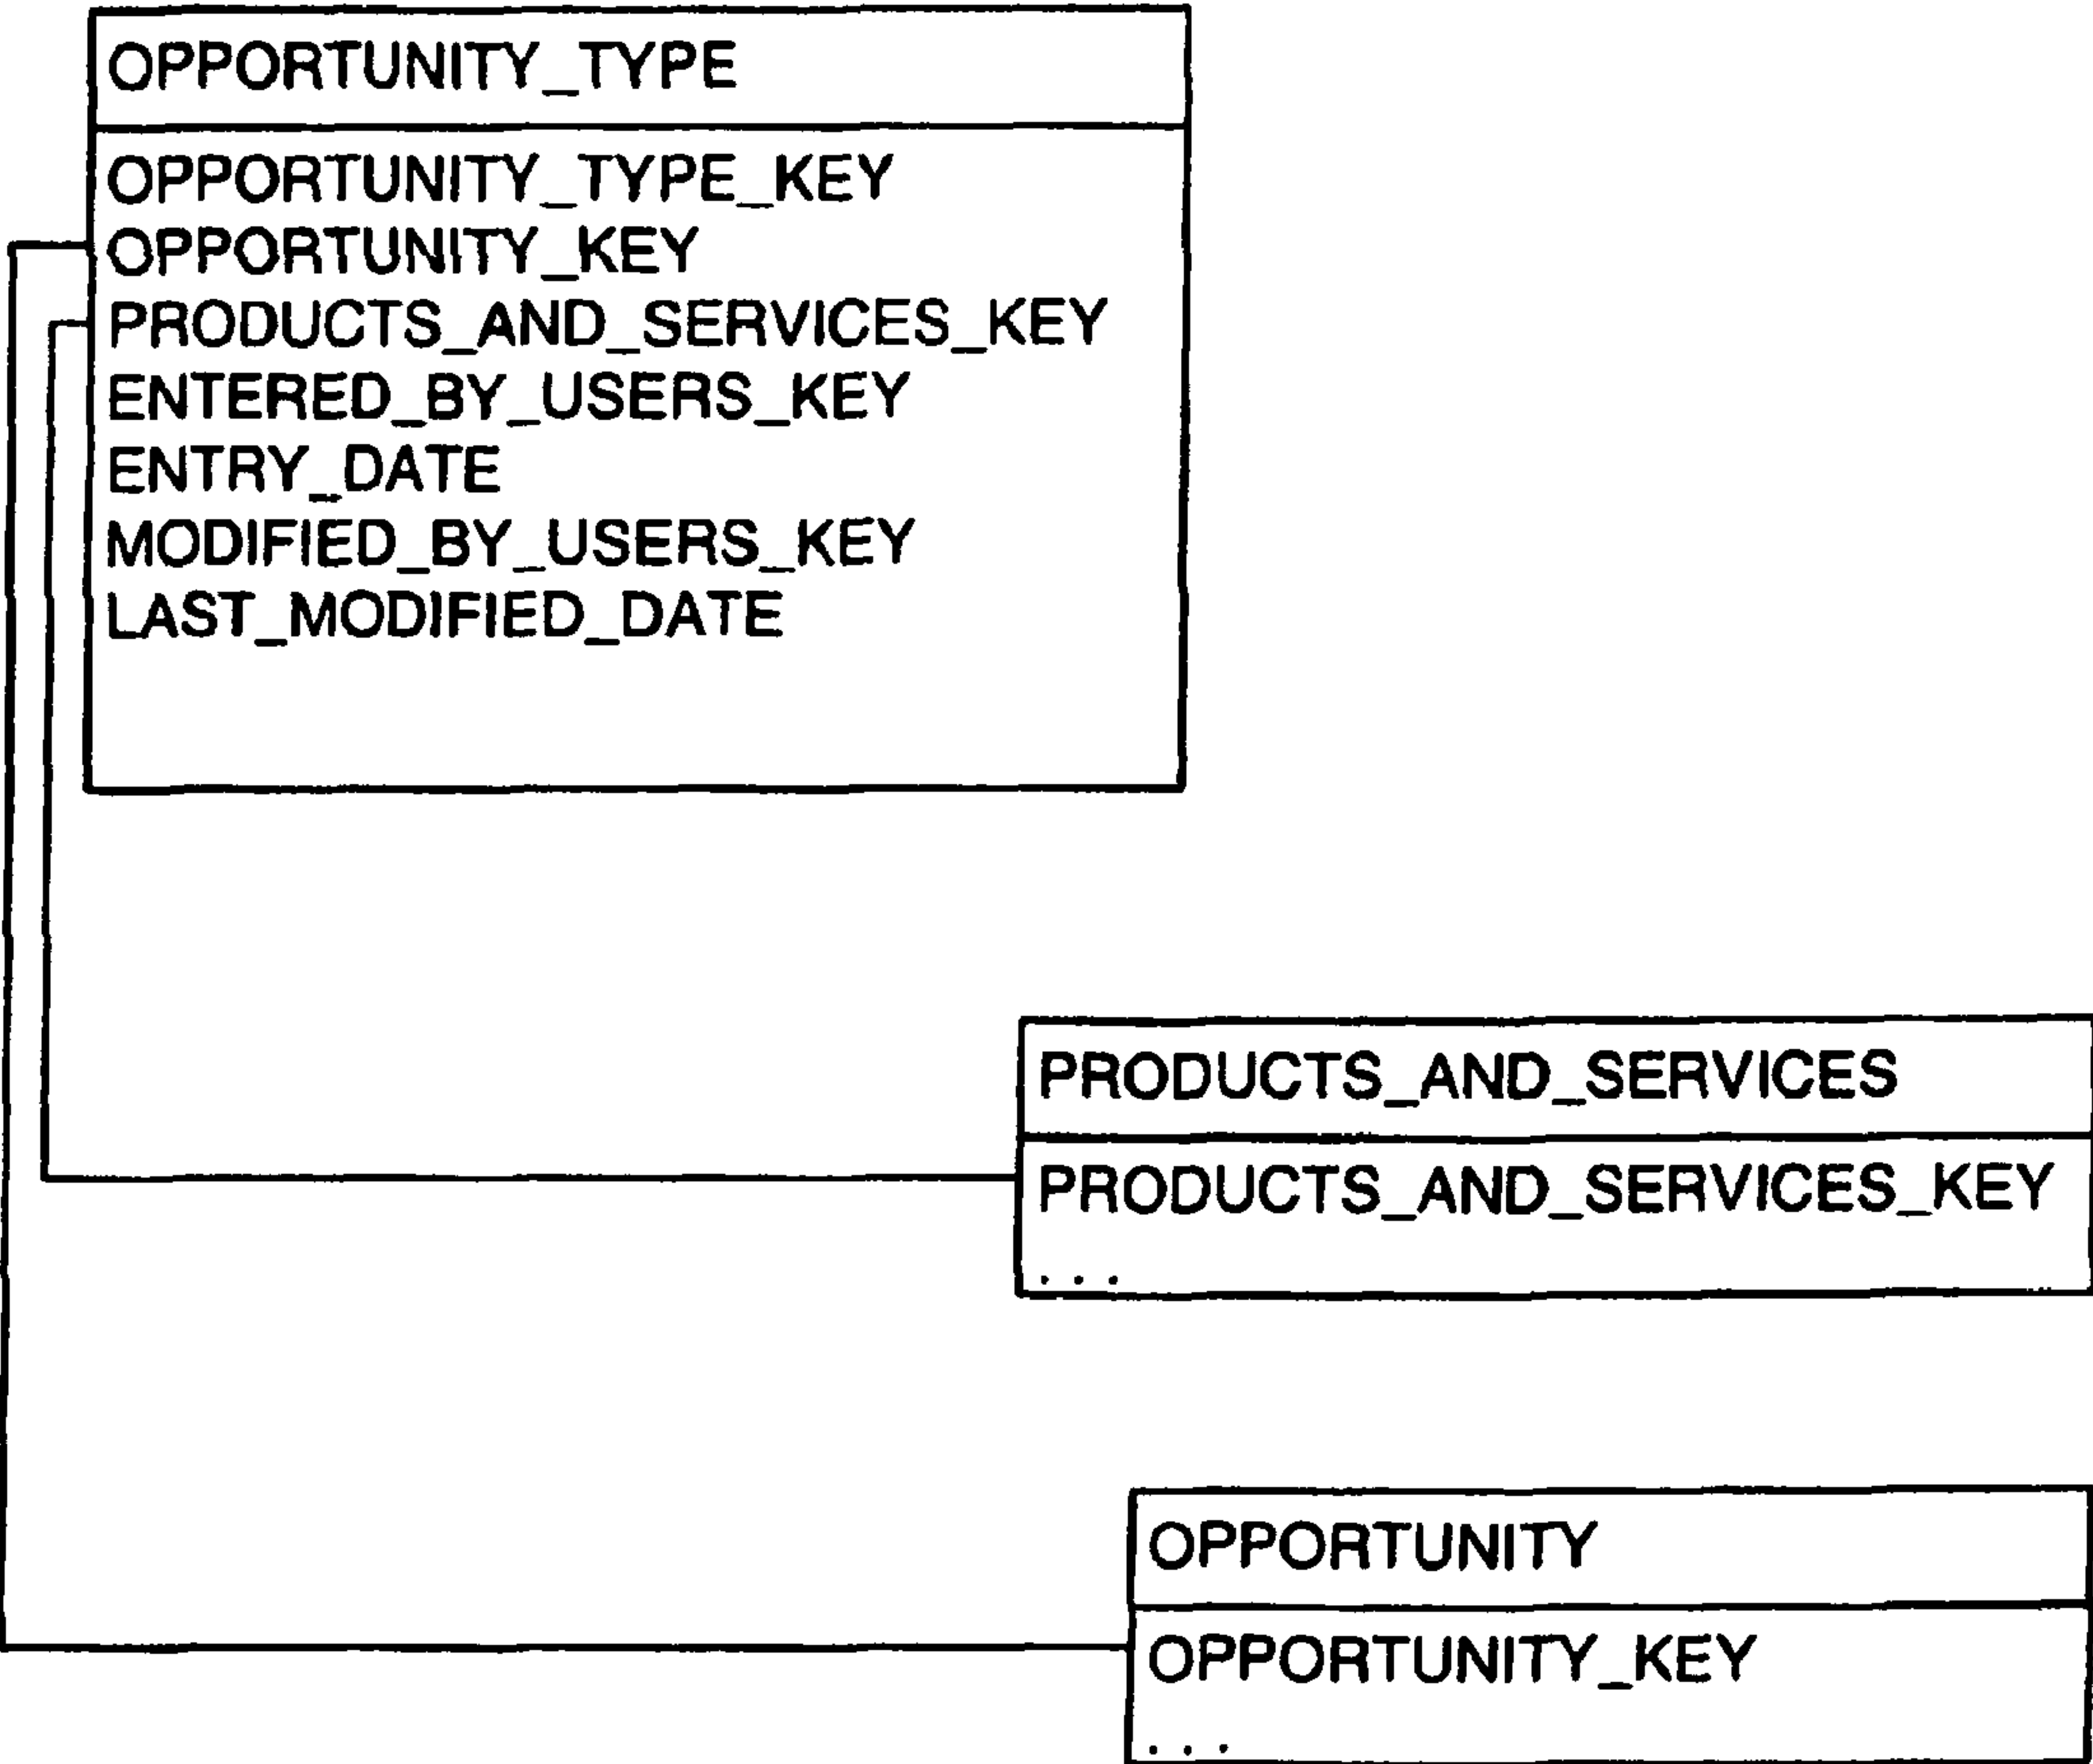 OPPORTUNITY_TYPE
OPPORTUNITY_TYPE_KEY
OPPORTUNITY_KEY
PRODUCTS_AND_SERVICES_KEY
ENTERED_BY_USERS_KEY
ENTRY_DATE
MODIFIED_BY_USERS_KEY
LAST_MODIFIED_DATE
PRODUCTS_AND_SERVICES
PRODUCTS_AND_SERVICES_KEY
. . .
OPPORTUNITY
OPPORTUNITY_KEY
. . .